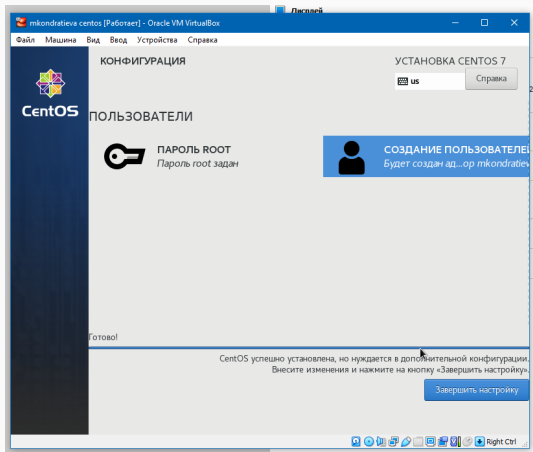 Дисплей
mkondratieva centos [Работает] - Oracle VM VirtualBox
Файл Машина Вид Ввод Устройства Справка
КОНФИГУРАЦИЯ
УСТАНОВКА CENTOS 7
us
Справка
CentOS
ПОЛЬЗОВАТЕЛИ
ПАРОЛЬ ROOT
Пароль root задан
СОЗДАНИЕ ПОЛЬЗОВАТЕЛЕ
Будет создан ад...ор mkondratiev
Готово!
CentOS успешно установлена, но нуждается в дополнительной конфигурации.
Внесите изменения и нажмите на кнопку «Завершить настройку».
Завершить настройку
Right Ctrl